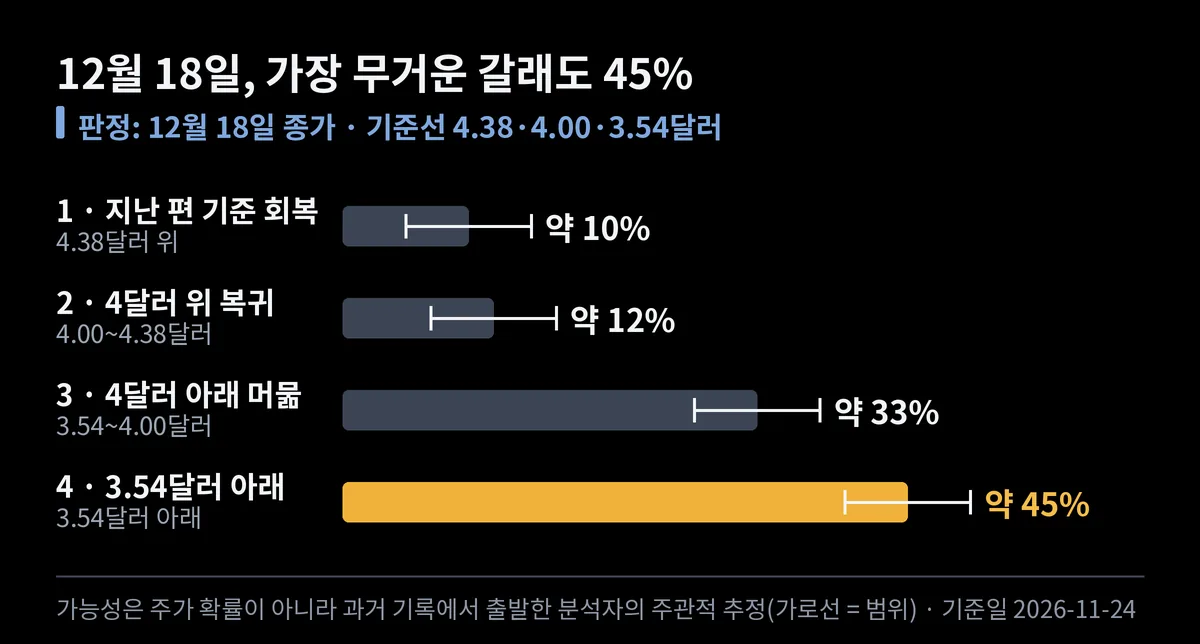 12월 18일, 가장 무거운 갈래도 45%
판정: 12월 18일 종가 · 기준선 4.38·4.00·3.54달러
1 · 지난 편 기준 회복
4.38달러 위
약 10%
2 · 4달러 위 복귀
4.00~4.38달러
약 12%
3 · 4달러 아래 머묾
3.54~4.00달러
약 33%
4 · 3.54달러 아래
3.54달러 아래
약 45%
가능성은 주가 확률이 아니라 과거 기록에서 출발한 분석자의 주관적 추정(가로선 = 범위) · 기준일 2026-11-24